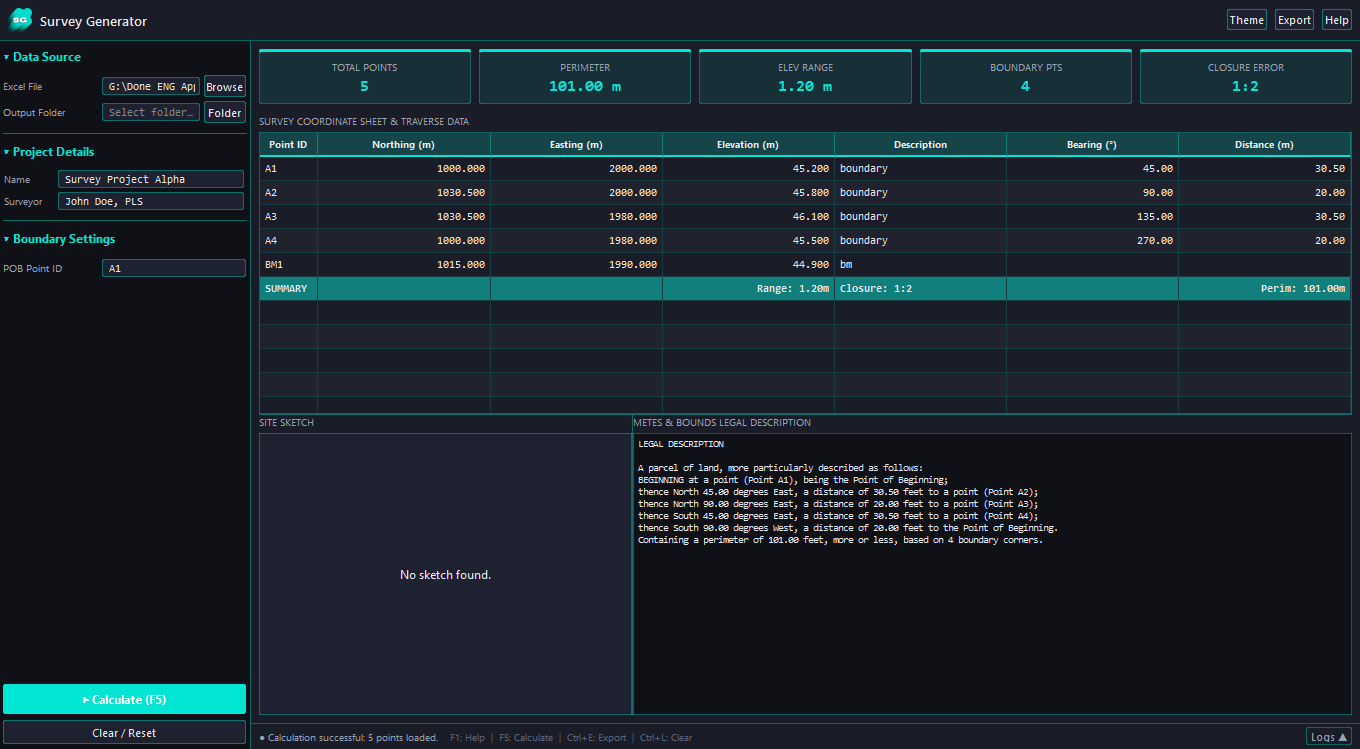 SG Survey Generator Theme Export Help
▾ Data Source
Excel File G:\Done ENG Ap Browse
Output Folder Select folder… Folder
▾ Project Details
Name Survey Project Alpha
Surveyor John Doe, PLS
▾ Boundary Settings
POB Point ID A1
▸ Calculate (F5)
Clear / Reset
TOTAL POINTS PERIMETER ELEV RANGE BOUNDARY PTS CLOSURE ERROR
5 101.00 m 1.20 m 4 1:2
SURVEY COORDINATE SHEET & TRAVERSE DATA
Point ID Northing (m) Easting (m) Elevation (m) Description Bearing (°) Distance (m)
A1 1000.000 2000.000 45.200 boundary 45.00 30.50
A2 1030.500 2000.000 45.800 boundary 90.00 20.00
A3 1030.500 1980.000 46.100 boundary 135.00 30.50
A4 1000.000 1980.000 45.500 boundary 270.00 20.00
BM1 1015.000 1990.000 44.900 bm
SUMMARY Range: 1.20m Closure: 1:2 Perim: 101.00m
SITE SKETCH
No sketch found.
METES & BOUNDS LEGAL DESCRIPTION
LEGAL DESCRIPTION
A parcel of land, more particularly described as follows:
BEGINNING at a point (Point A1), being the Point of Beginning;
thence North 45.00 degrees East, a distance of 30.50 feet to a point (Point A2);
thence North 90.00 degrees East, a distance of 20.00 feet to a point (Point A3);
thence South 45.00 degrees East, a distance of 30.50 feet to a point (Point A4);
thence South 90.00 degrees West, a distance of 20.00 feet to the Point of Beginning.
Containing a perimeter of 101.00 feet, more or less, based on 4 boundary corners.
● Calculation successful: 5 points loaded. F1: Help | F5: Calculate | Ctrl+E: Export | Ctrl+L: Clear Logs ▲